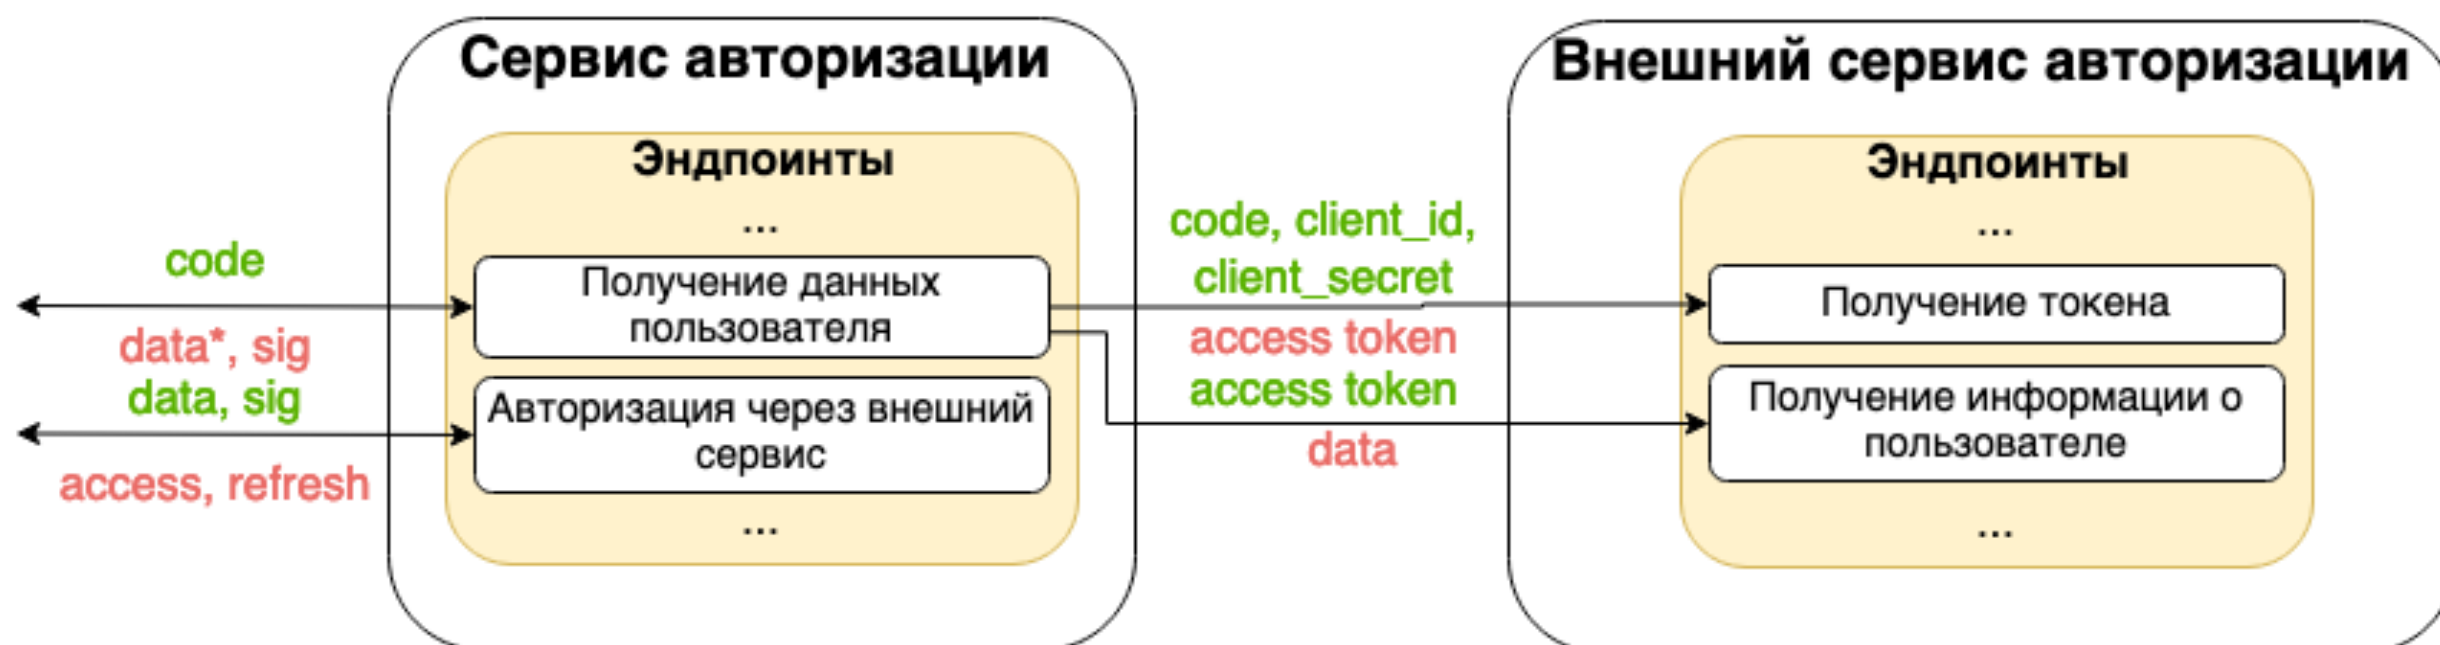 Сервис авторизации
Эндпоинты
...
code
Получение данных
пользователя
data*, sig
data, sig
Авторизация через внешний
сервис
access, refresh
...
code, client_id,
client_secret
access token
access token
data
Внешний сервис авторизации
Эндпоинты
...
Получение токена
Получение информации о
пользователе
...